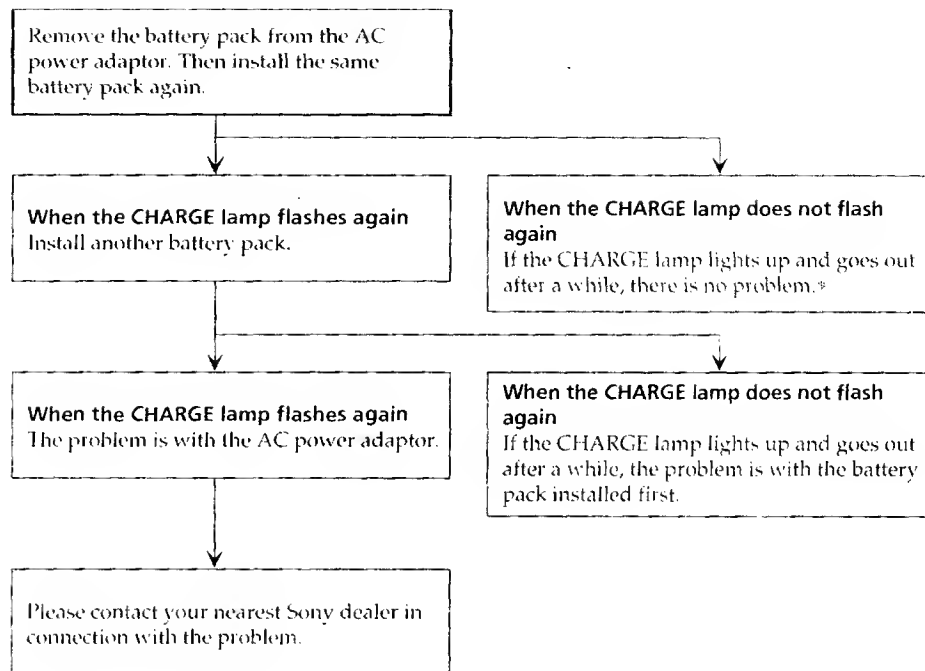 Remove the battery pack from the AC
power adaptor. Then install the same
battery pack again.
When the CHARGE lamp flashes again
Install another battery pack.
When the CHARGE lamp does not flash
again
If the CHARGE lamp lights up and goes out
after a while, there is no problem.*
When the CHARGE lamp flashes again
The problem is with the AC power adaptor.
When the CHARGE lamp does not flash
again
If the CHARGE lamp lights up and goes out
after a while, the problem is with the battery
pack installed first.
Please contact your nearest Sony dealer in
connection with the problem.